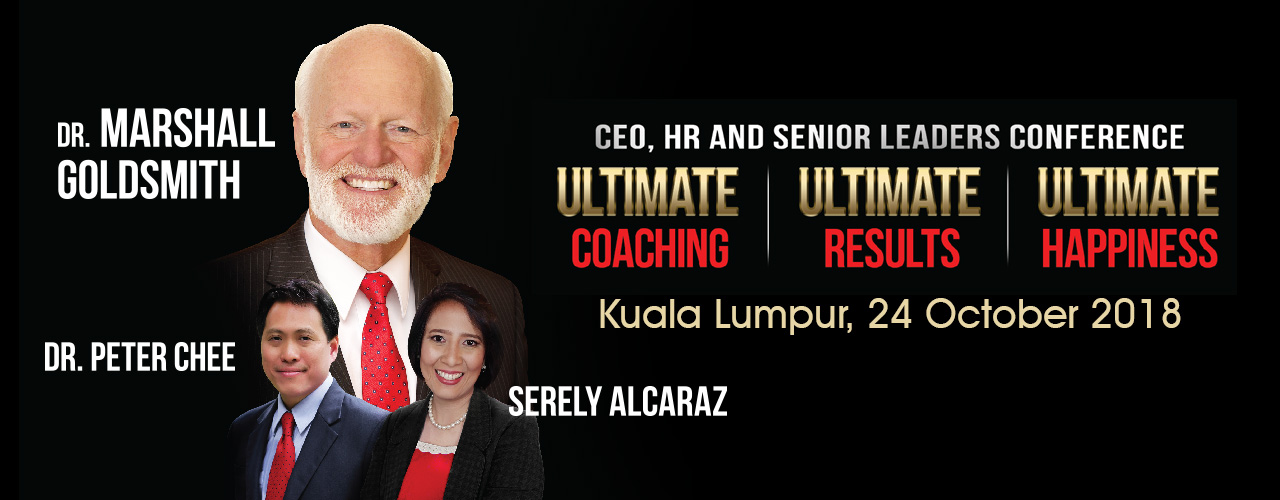 DR. MARSHALL
GOLDSMITH
DR. PETER CHEE
SERELY ALCARAZ
CEO, HR AND SENIOR LEADERS CONFERENCE
ULTIMATE COACHING
ULTIMATE RESULTS
ULTIMATE HAPPINESS
Kuala Lumpur, 24 October 2018